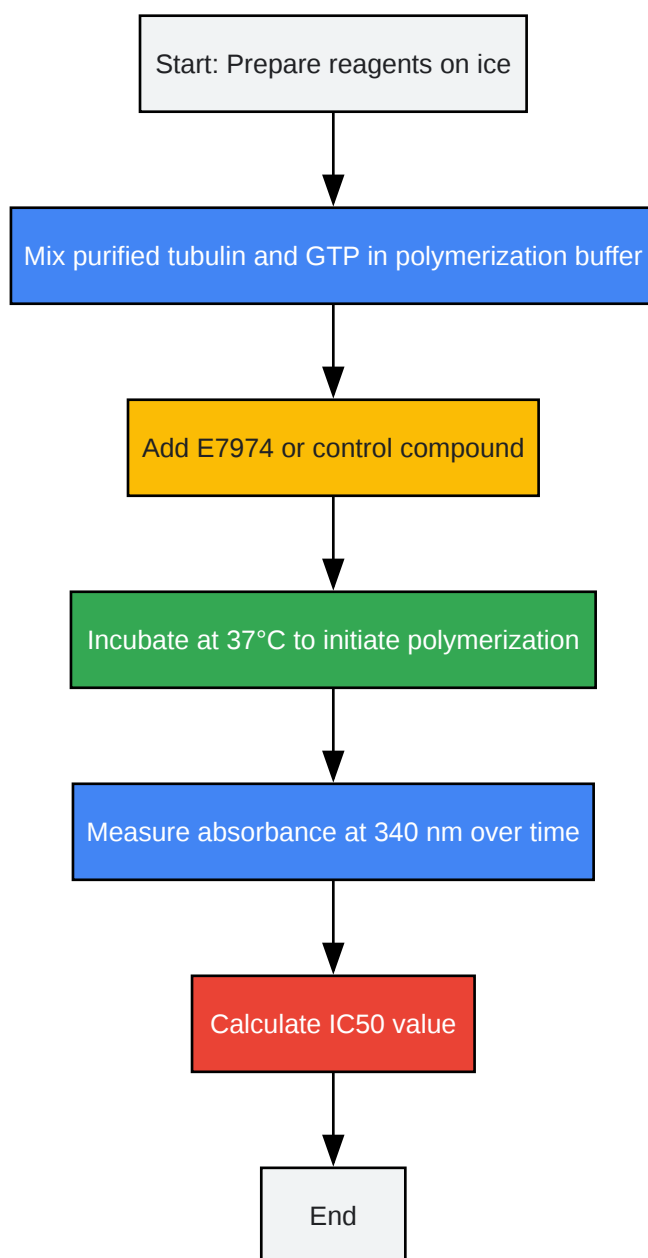 Start: Prepare reagents on ice
Mix purified tubulin and GTP in polymerization buffer
Add E7974 or control compound
Incubate at 37°C to initiate polymerization
Measure absorbance at 340 nm over time
Calculate IC50 value
End